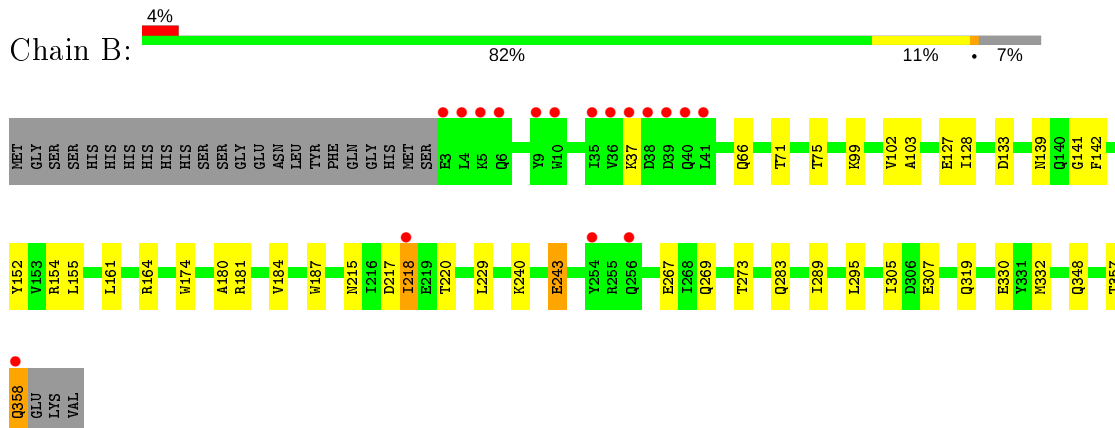 4%
Chain B:
82% 11% • 7%
MET GLY SER SER HIS HIS HIS HIS HIS HIS SER SER GLY GLU ASN LEU TYR PHE GLN GLY HIS MET SER E3 L4 K5 Q6 Y9 W10 I35 V36 K37 D38 D39 Q40 L41 Q66 T71 T75 K99 V102 A103 E127 I128 D133 N139 Q140 G141 F142
Y152 V153 R154 L155 L161 R164 W174 A180 R181 V184 W187 N215 I216 D217 I218 E219 T220 L229 K240 E243 Y254 R255 Q256 E267 I268 Q269 T273 Q283 I289 L295 I305 D306 E307 Q319 E330 Y331 M332 Q348 T357
Q358 GLU LYS VAL